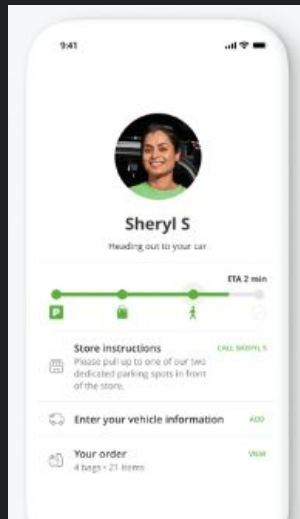 9:41
Sheryl S
Heading out to your car
ETA 2 min
P
Store instructions
CALL SHERYL S
Please pull up to one of our two
dedicated parking spots in front
of the store.
Enter your vehicle information
ADD
Your order
VIEW
4 bags • 21 items